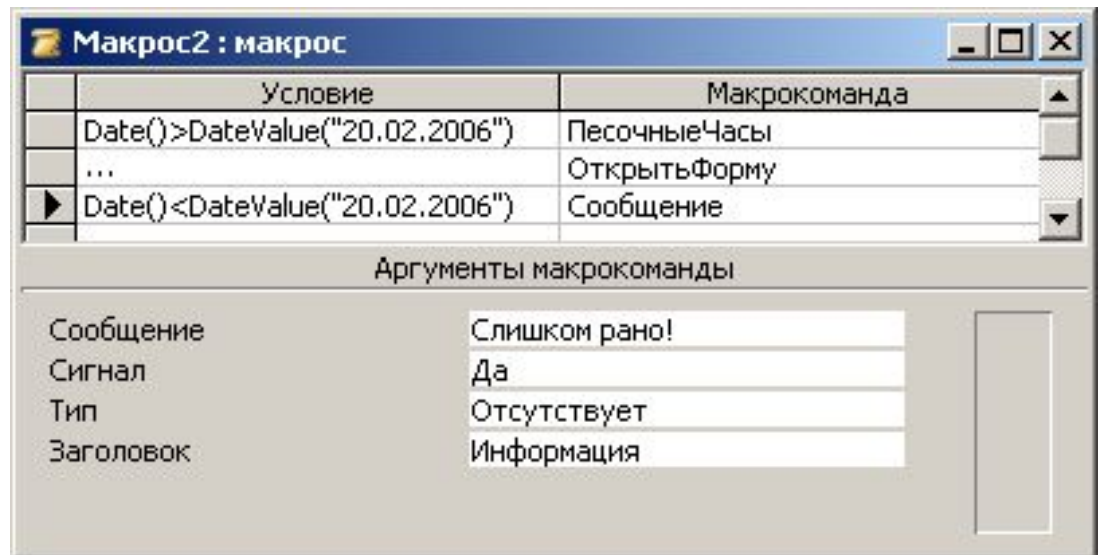 Макрос2 : макрос
Условие Макрокоманда
Date()>DateValue("20.02.2006") ПесочныеЧасы
... ОткрытьФорму
Date()<DateValue("20.02.2006") Сообщение
Аргументы макрокоманды
Сообщение Слишком рано!
Сигнал Да
Тип Отсутствует
Заголовок Информация